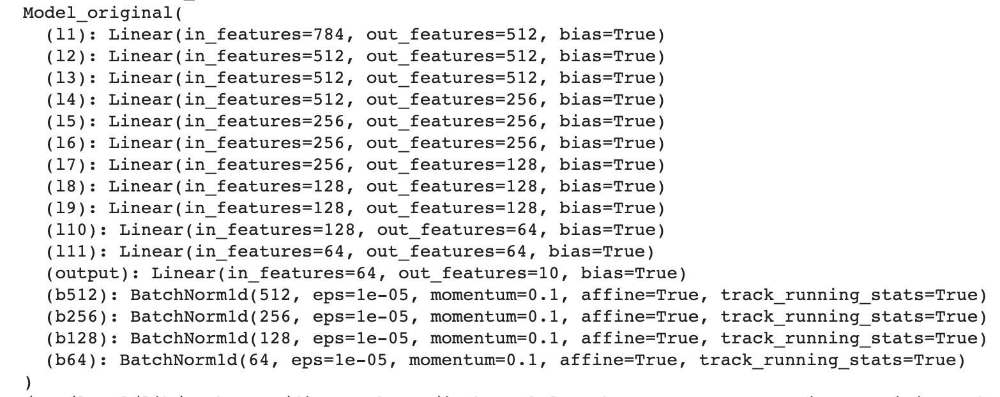 Model_original(
(l1): Linear(in_features=784, out_features=512, bias=True)
(l2): Linear(in_features=512, out_features=512, bias=True)
(l3): Linear(in_features=512, out_features=512, bias=True)
(l4): Linear(in_features=512, out_features=256, bias=True)
(l5): Linear(in_features=256, out_features=256, bias=True)
(l6): Linear(in_features=256, out_features=256, bias=True)
(l7): Linear(in_features=256, out_features=128, bias=True)
(l8): Linear(in_features=128, out_features=128, bias=True)
(l9): Linear(in_features=128, out_features=128, bias=True)
(l10): Linear(in_features=128, out_features=64, bias=True)
(l11): Linear(in_features=64, out_features=64, bias=True)
(output): Linear(in_features=64, out_features=10, bias=True)
(b512): BatchNorm1d(512, eps=1e-05, momentum=0.1, affine=True, track_running_stats=True)
(b256): BatchNorm1d(256, eps=1e-05, momentum=0.1, affine=True, track_running_stats=True)
(b128): BatchNorm1d(128, eps=1e-05, momentum=0.1, affine=True, track_running_stats=True)
(b64): BatchNorm1d(64, eps=1e-05, momentum=0.1, affine=True, track_running_stats=True)
)